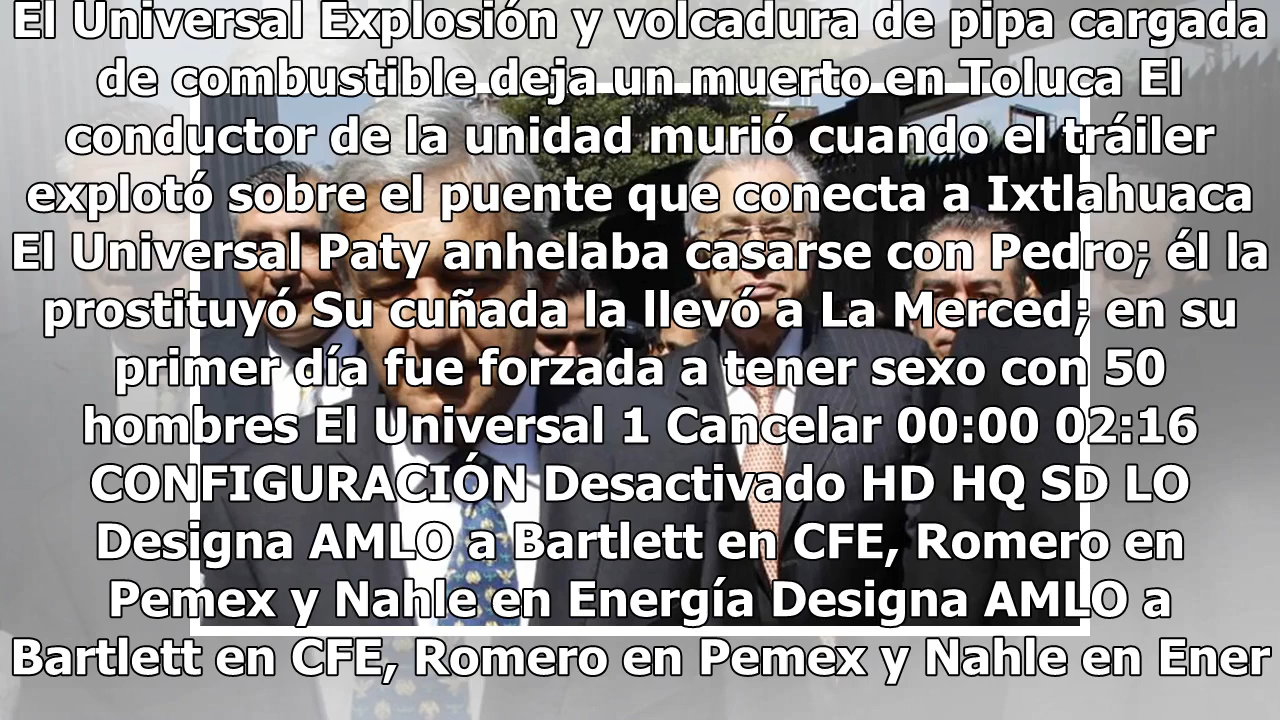 El Universal Explosión y volcadura de pipa cargada
de combustible deja un muerto en Toluca El
conductor de la unidad murió cuando el tráiler
explotó sobre el puente que conecta a Ixtlahuaca
El Universal Paty anhelaba casarse con Pedro; él la
prostituyó Su cuñada la llevó a La Merced; en su
primer día fue forzada a tener sexo con 50
hombres El Universal 1 Cancelar 00:00 02:16
CONFIGURACIÓN Desactivado HD HQ SD LO
Designa AMLO a Bartlett en CFE, Romero en
Pemex y Nahle en Energía Designa AMLO a
Bartlett en CFE, Romero en Pemex y Nahle en Ener